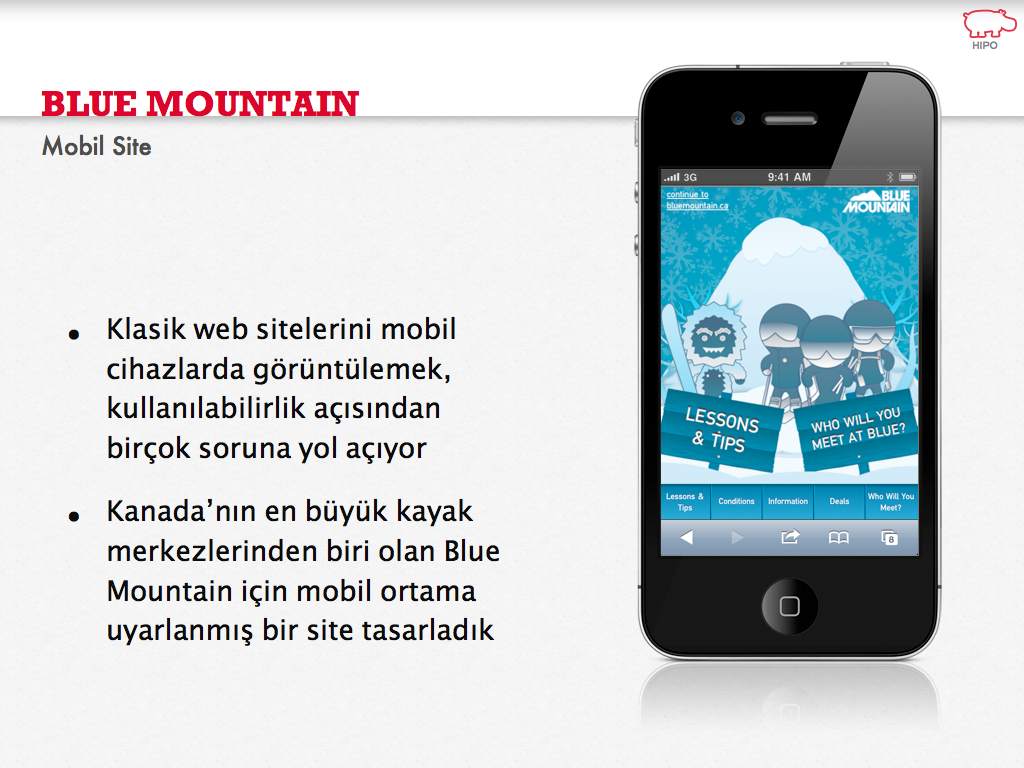 HIPO
BLUE MOUNTAIN
Mobil Site
• Klasik web sitelerini mobil
cihazlarda görüntülemek,
kullanılabilirlik açısından
birçok soruna yol açıyor
• Kanada’nın en büyük kayak
merkezlerinden biri olan Blue
Mountain için mobil ortama
uyarlanmış bir site tasarladık
3G 9:41 AM
continue to
bluemountain.ca
BLUE
MOUNTAIN
LESSONS
& TIPS
WHO WILL YOU
MEET AT BLUE?
Lessons &
Tips
Conditions
Information
Deals
Who Will You
Meet?
8